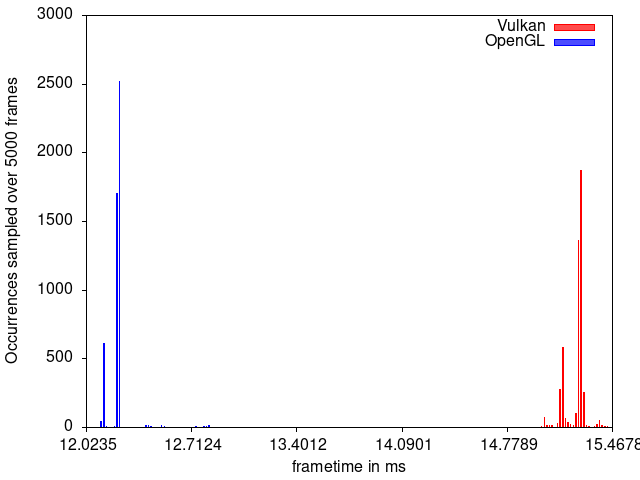 3000
Vulkan
OpenGL
2500
2000
1500
1000
500
0
Occurrences sampled over 5000 frames
12.0235 12.7124 13.4012 14.0901 14.7789 15.4678
frametime in ms